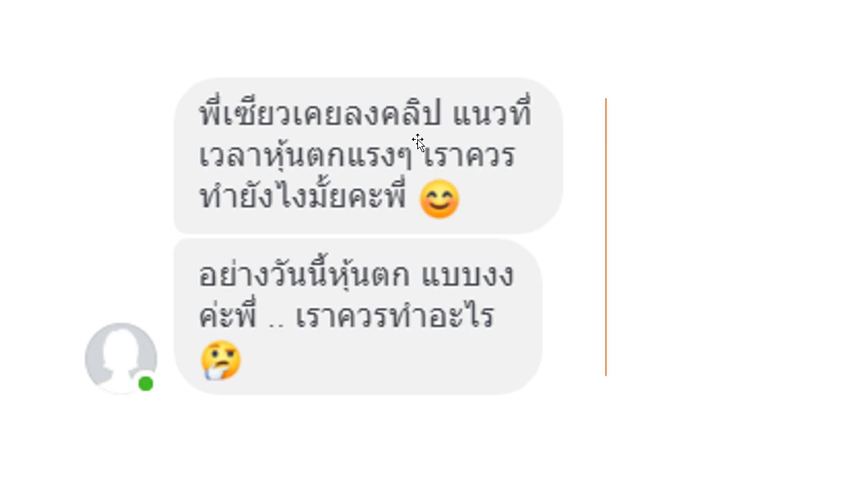 พี่เซียวเคยลงคลิป แนวที่
เวลาหุ้นตกแรงๆ เราควร
ทำยังไงมั้ยคะพี่ 😊
อย่างวันนี้หุ้นตก แบบงง
ค่ะพี่ .. เราควรทำอะไร
🤔